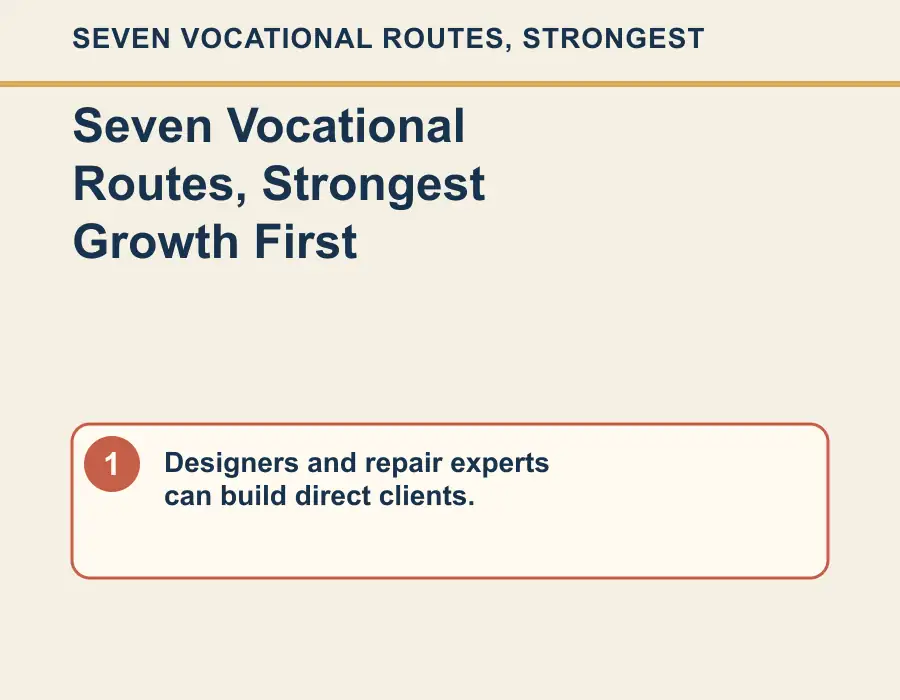 SEVEN VOCATIONAL ROUTES, STRONGEST
Seven Vocational
Routes, Strongest
Growth First
1
Designers and repair experts
can build direct clients.